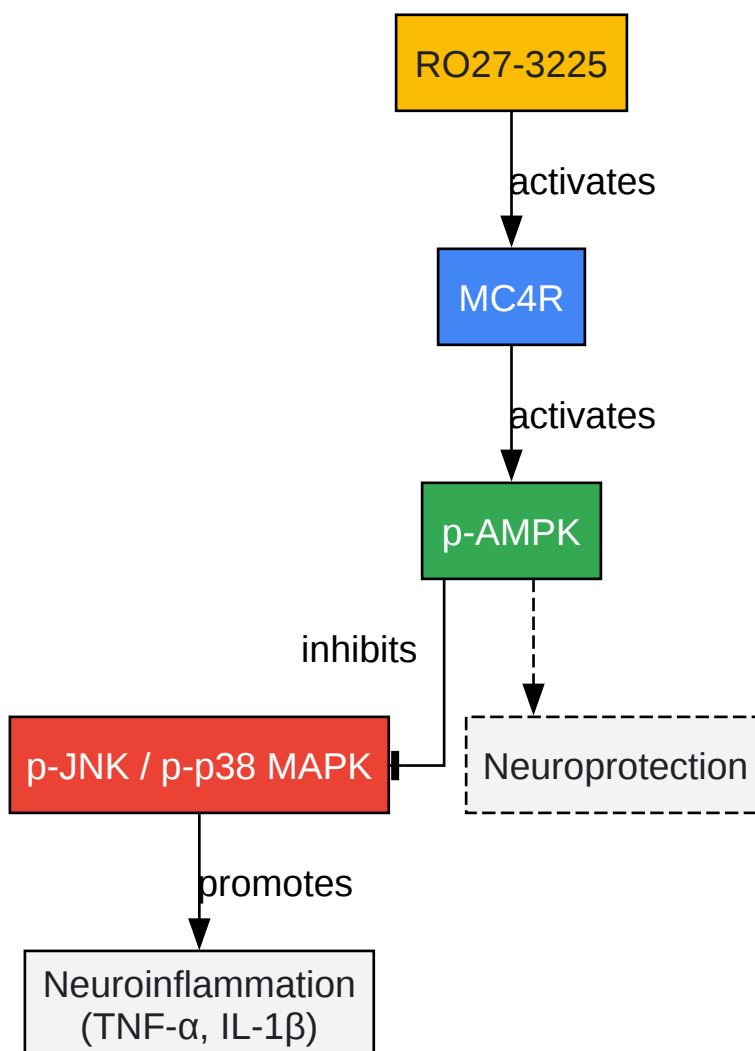 RO27-3225
activates
MC4R
activates
p-AMPK
inhibits
p-JNK / p-p38 MAPK
Neuroprotection
promotes
Neuroinflammation
(TNF-α, IL-1β)